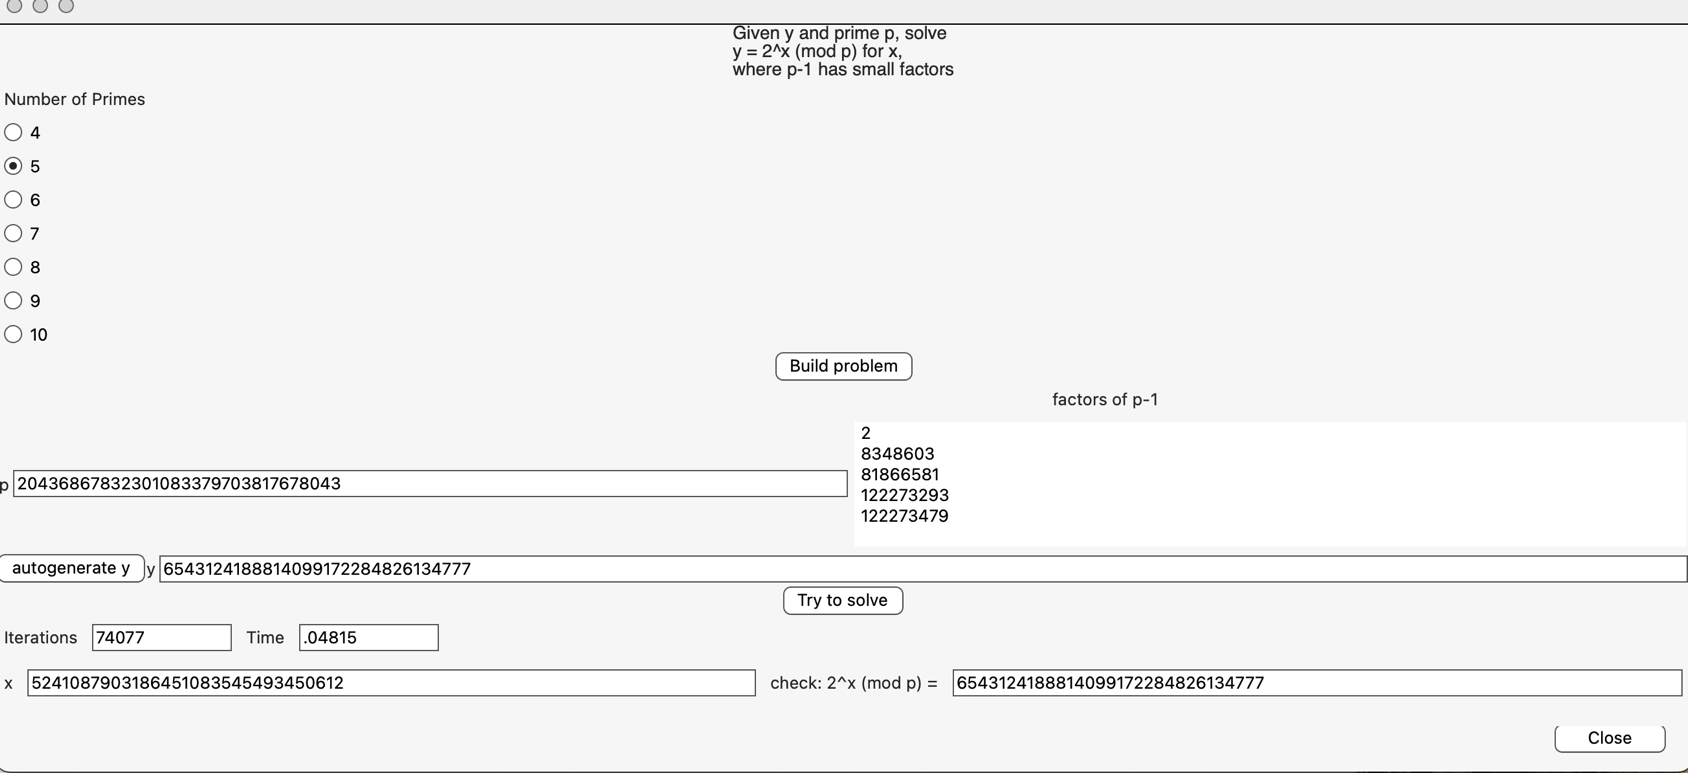 Given y and prime p, solve
y = 2^x (mod p) for x,
where p-1 has small factors
Number of Primes
4
5
6
7
8
9
10
Build problem
factors of p-1
2
8348603
81866581
122273293
122273479
p 20436867832301083379703817678043
autogenerate y y 6543124188814099172284826134777
Try to solve
Iterations 74077 Time .04815
x 5241087903186451083545493450612 check: 2^x (mod p) = 6543124188814099172284826134777
Close